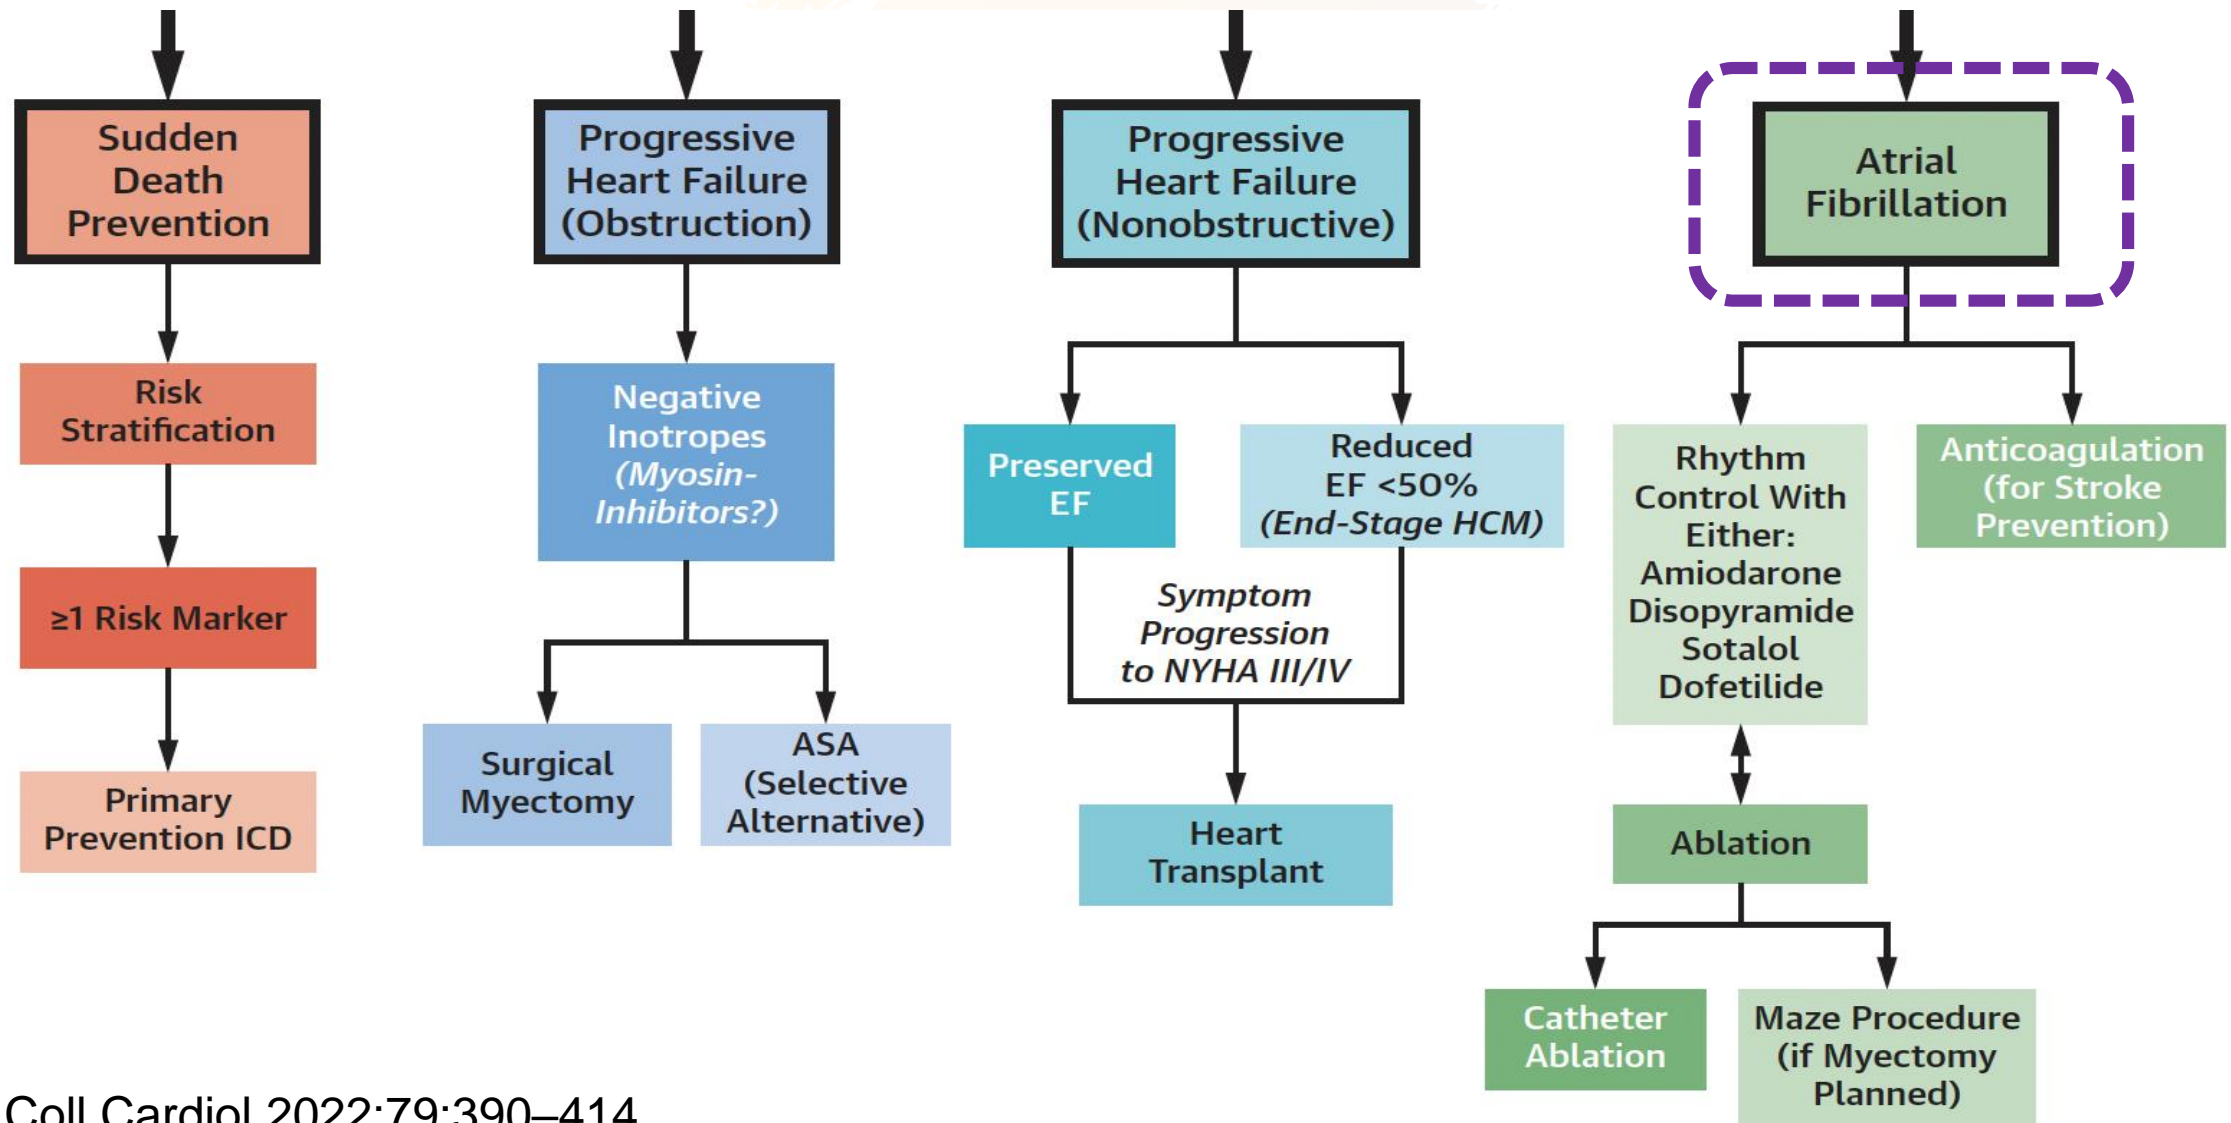 Sudden
Death
Prevention
Risk
Stratification
≥1 Risk Marker
Primary
Prevention ICD
Progressive
Heart Failure
(Obstruction)
Negative
Inotropes
(Myosin-
Inhibitors?)
Surgical
Myectomy
ASA
(Selective
Alternative)
Progressive
Heart Failure
(Nonobstructive)
Preserved
EF
Reduced
EF <50%
(End-Stage HCM)
Symptom
Progression
to NYHA III/IV
Heart
Transplant
Atrial
Fibrillation
Rhythm
Control With
Either:
Amiodarone
Disopyramide
Sotalol
Dofetilide
Anticoagulation
(for Stroke
Prevention)
Ablation
Catheter
Ablation
Maze Procedure
(if Myectomy
Planned)
Coll Cardiol 2022;79:390–414